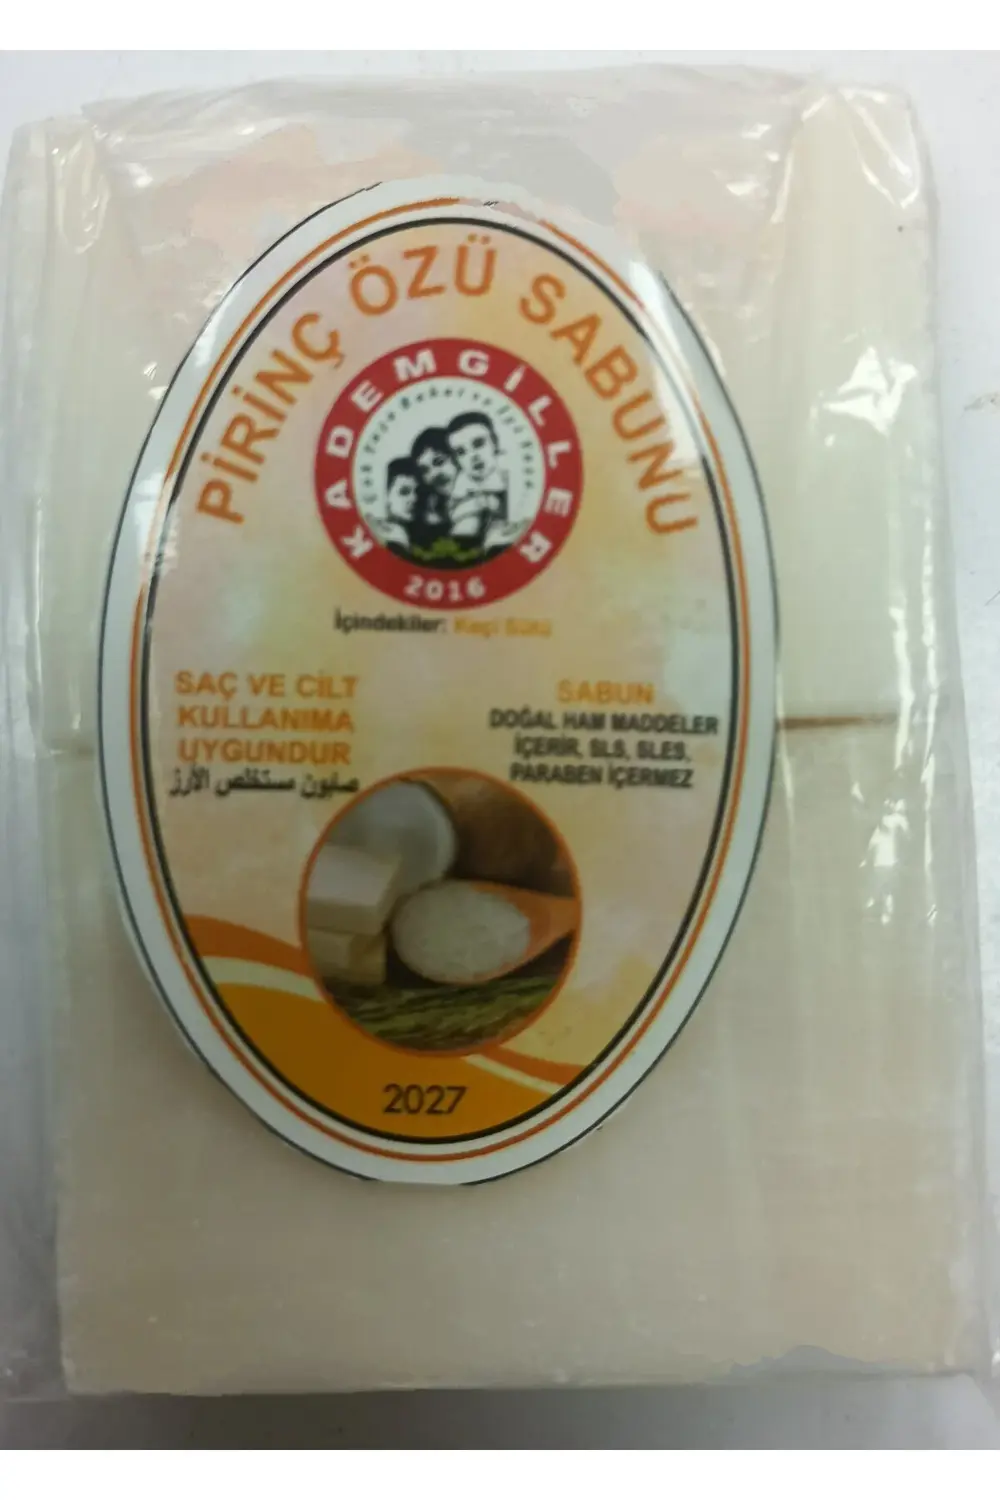 PİRİNÇ ÖZÜ SABUNU
KADEMGİLLER
2016
İçindekiler: Keçi Sütü
SAÇ VE CİLT
KULLANIMA
UYGUNDUR
صابون مستخلص الأرز
SABUN
DOĞAL HAM MADDELER
İÇERİR, SLS, SLES,
PARABEN İÇERMEZ
2027